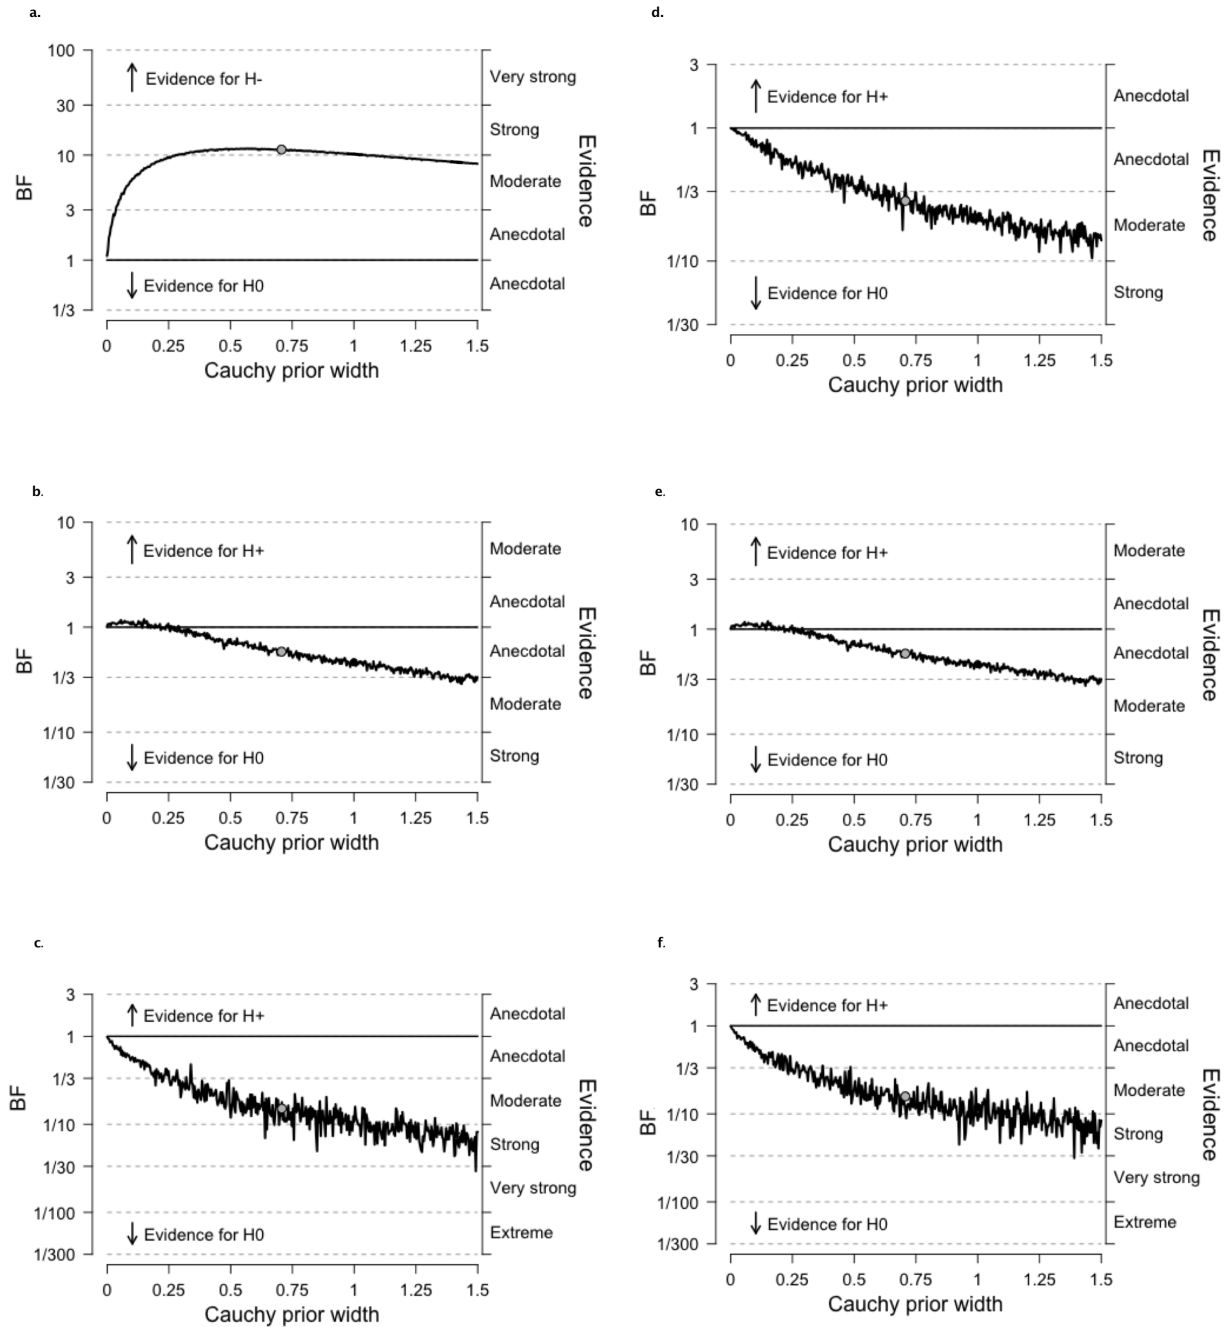 a.
100
30
10
3
1
1/3
BF
Evidence for H-
Evidence for H0
Very strong
Strong
Moderate
Anecdotal
Anecdotal
Evidence
0 0.25 0.5 0.75 1 1.25 1.5
Cauchy prior width
d.
3
1
1/3
1/10
1/30
BF
Evidence for H+
Evidence for H0
Anecdotal
Anecdotal
Moderate
Strong
Evidence
0 0.25 0.5 0.75 1 1.25 1.5
Cauchy prior width
b.
10
3
1
1/3
1/10
1/30
BF
Evidence for H+
Evidence for H0
Moderate
Anecdotal
Anecdotal
Moderate
Strong
Evidence
0 0.25 0.5 0.75 1 1.25 1.5
Cauchy prior width
e.
10
3
1
1/3
1/10
1/30
BF
Evidence for H+
Evidence for H0
Moderate
Anecdotal
Anecdotal
Moderate
Strong
Evidence
0 0.25 0.5 0.75 1 1.25 1.5
Cauchy prior width
c.
3
1
1/3
1/10
1/30
1/100
1/300
BF
Evidence for H+
Evidence for H0
Anecdotal
Anecdotal
Moderate
Strong
Very strong
Extreme
Evidence
0 0.25 0.5 0.75 1 1.25 1.5
Cauchy prior width
f.
3
1
1/3
1/10
1/30
1/100
1/300
BF
Evidence for H+
Evidence for H0
Anecdotal
Anecdotal
Moderate
Strong
Very strong
Extreme
Evidence
0 0.25 0.5 0.75 1 1.25 1.5
Cauchy prior width